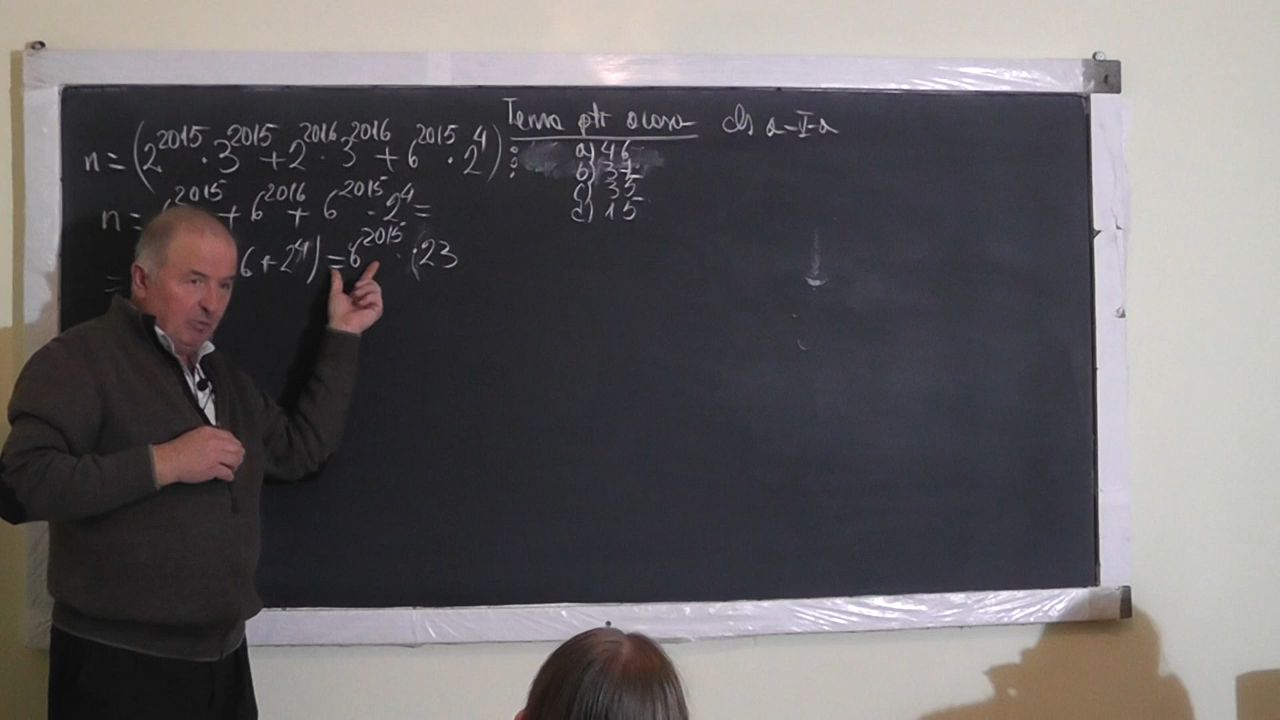 Tema ptr acasa cls a-V-a
n = (2^2015 · 3^2015 + 2^2016 · 3^2016 + 6^2015 · 2^4) :
a) 46
b) 37
c) 35
d) 15
n = 6^2015 + 6^2016 + 6^2015 · 2^4 =
= 6 + 2^4) = 6^2015 · (23